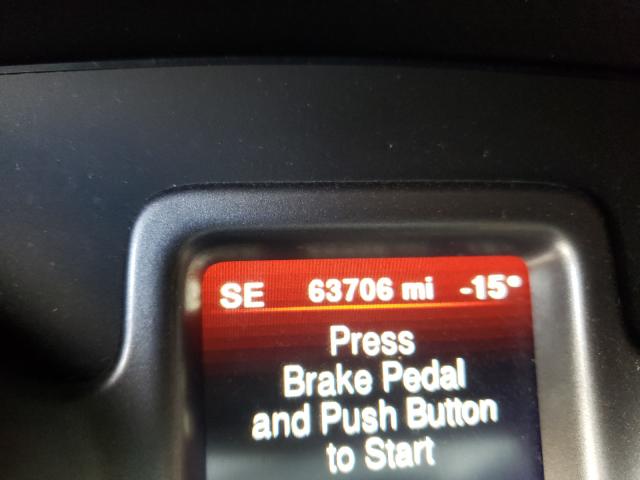 SE 63706 mi -15°
Press
Brake Pedal
and Push Button
to Start